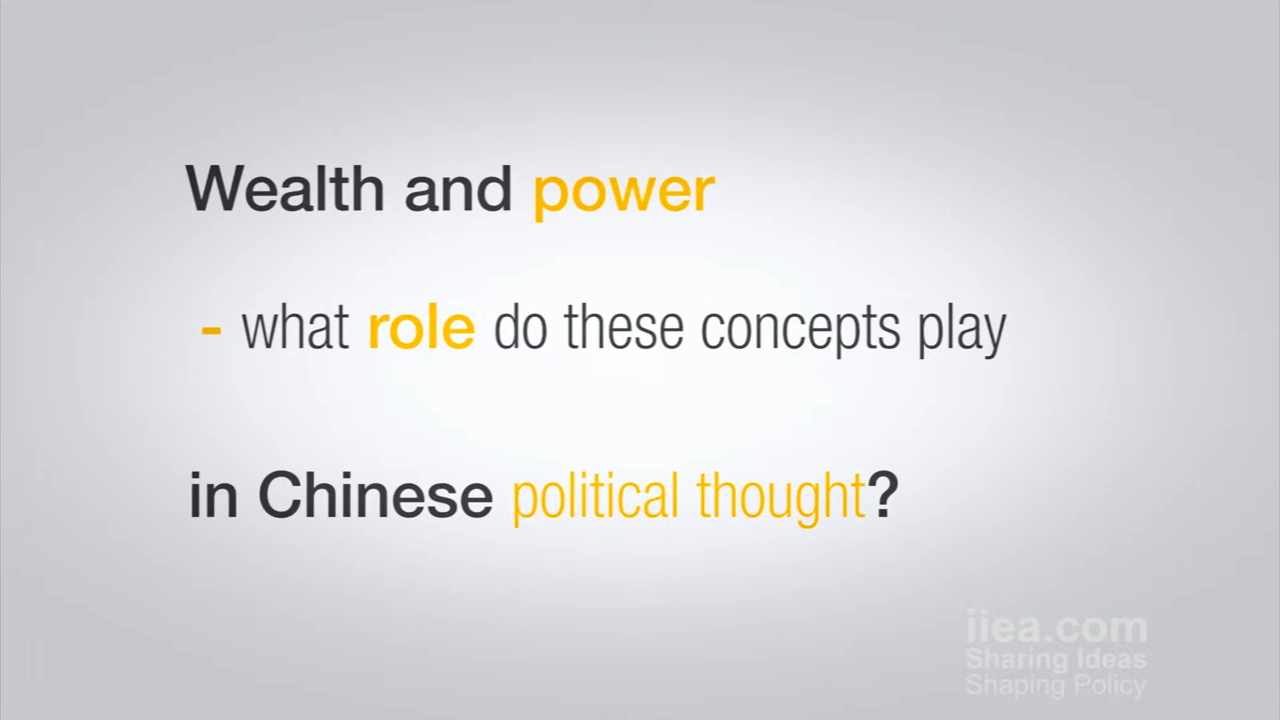 Wealth and power
- what role do these concepts play
in Chinese political thought?
iiea.com
Sharing Ideas
Shaping Policy